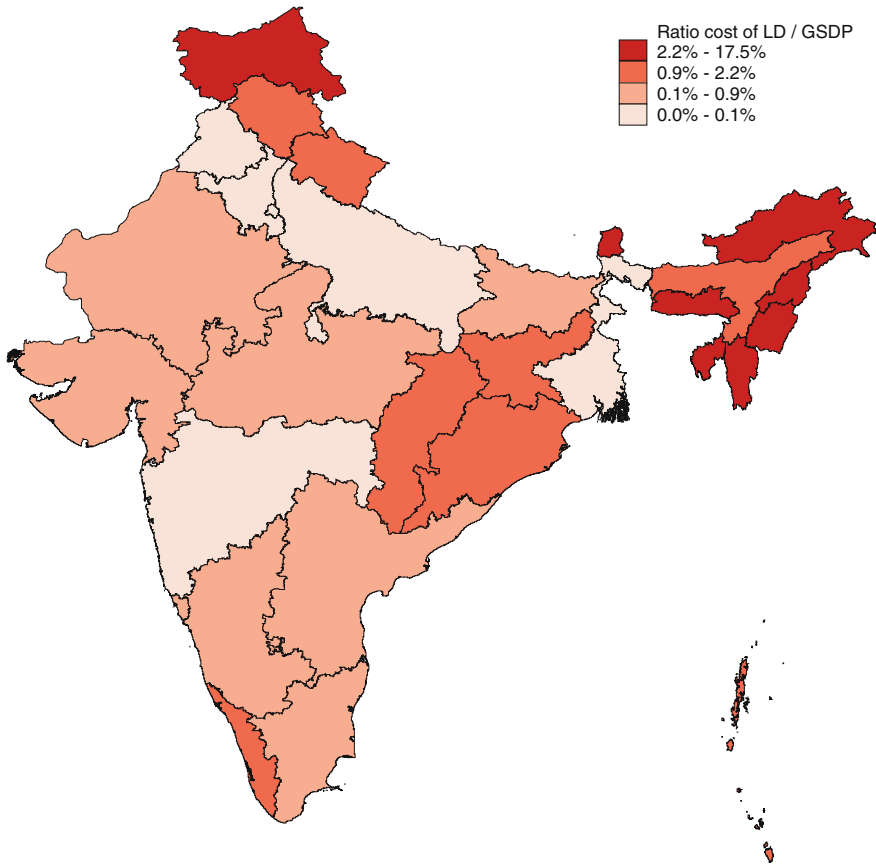 Ratio cost of LD / GSDP
2.2% - 17.5%
0.9% - 2.2%
0.1% - 0.9%
0.0% - 0.1%